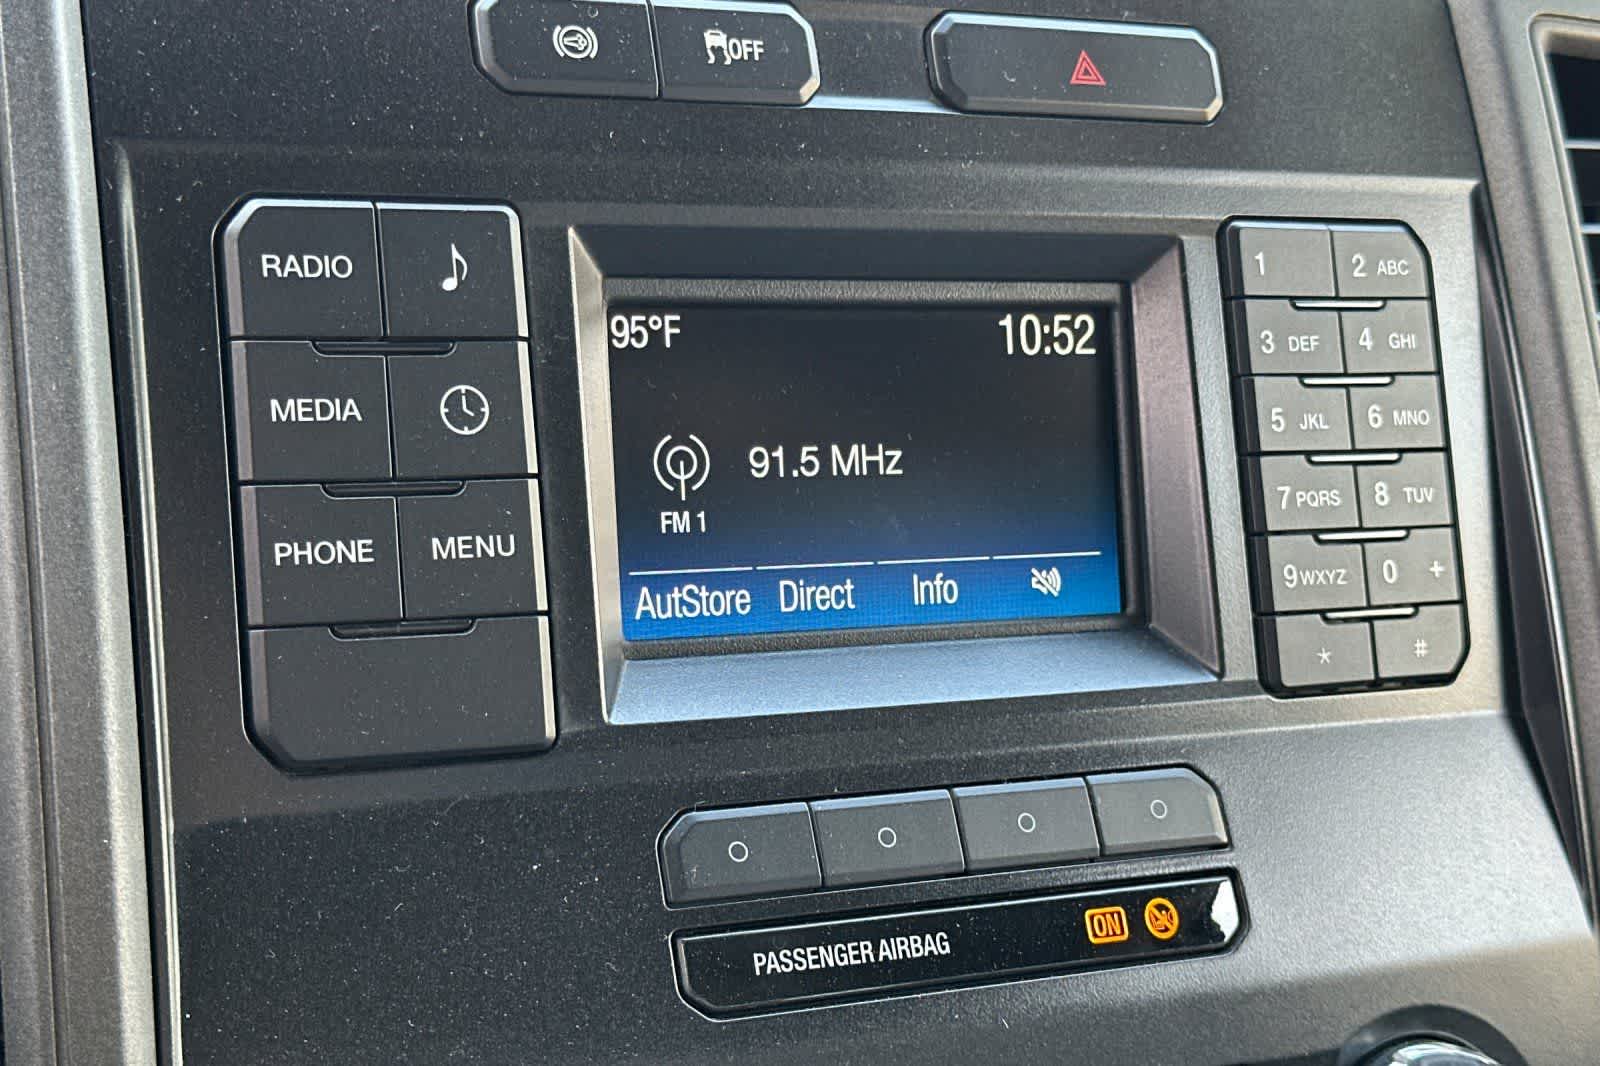 OFF
RADIO
MEDIA
PHONE MENU
95°F 10:52
91.5 MHz
FM 1
AutStore Direct Info
1 2 ABC
3 DEF 4 GHI
5 JKL 6 MNO
7 PQRS 8 TUV
9 WXYZ 0 +
* #
PASSENGER AIRBAG ON